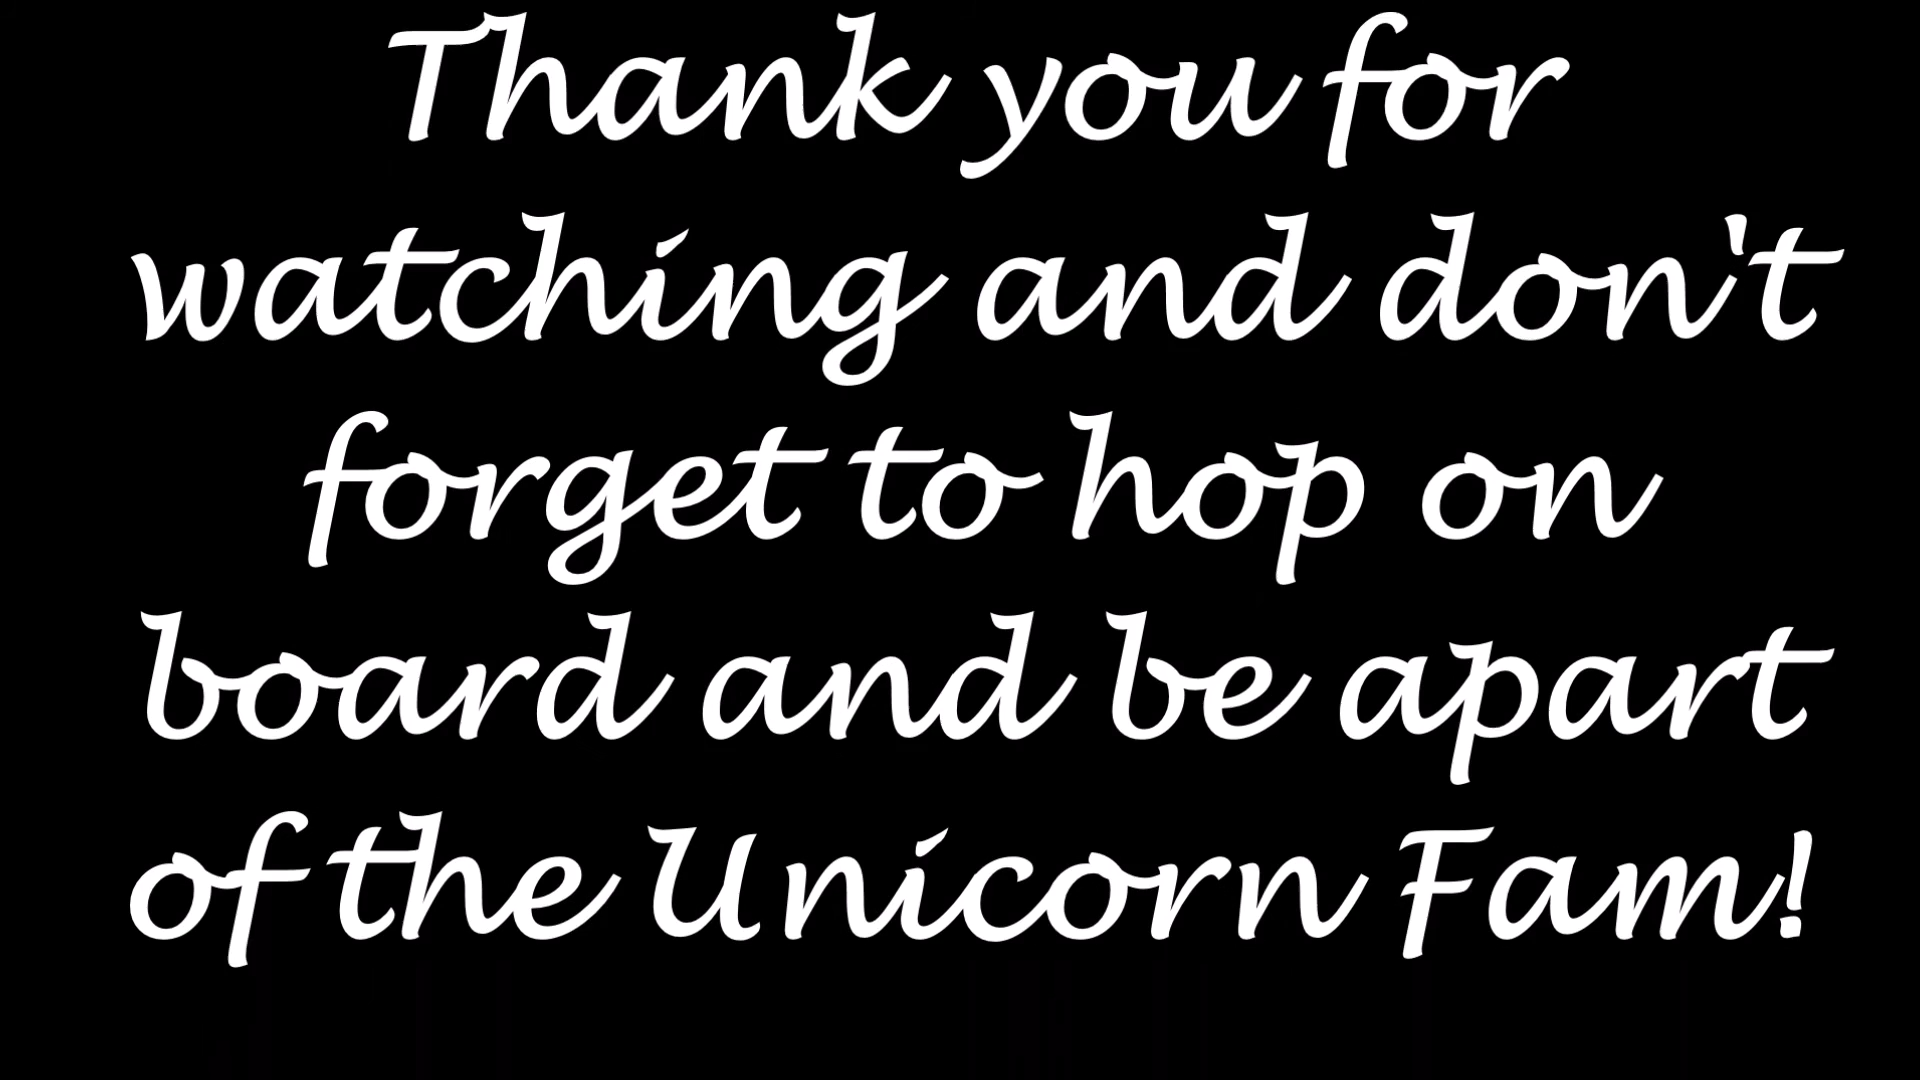 Thank you for
watching and don't
forget to hop on
board and be apart
of the Unicorn Fam!